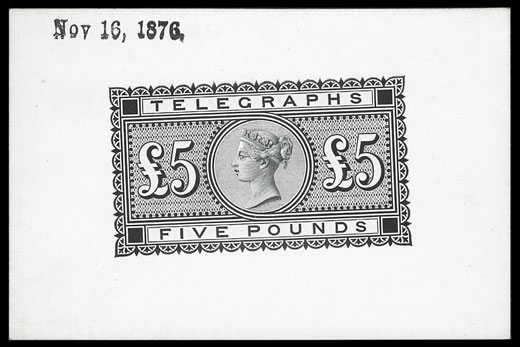 Nov 16, 1876.
TELEGRAPHS
£5 £5
FIVE POUNDS